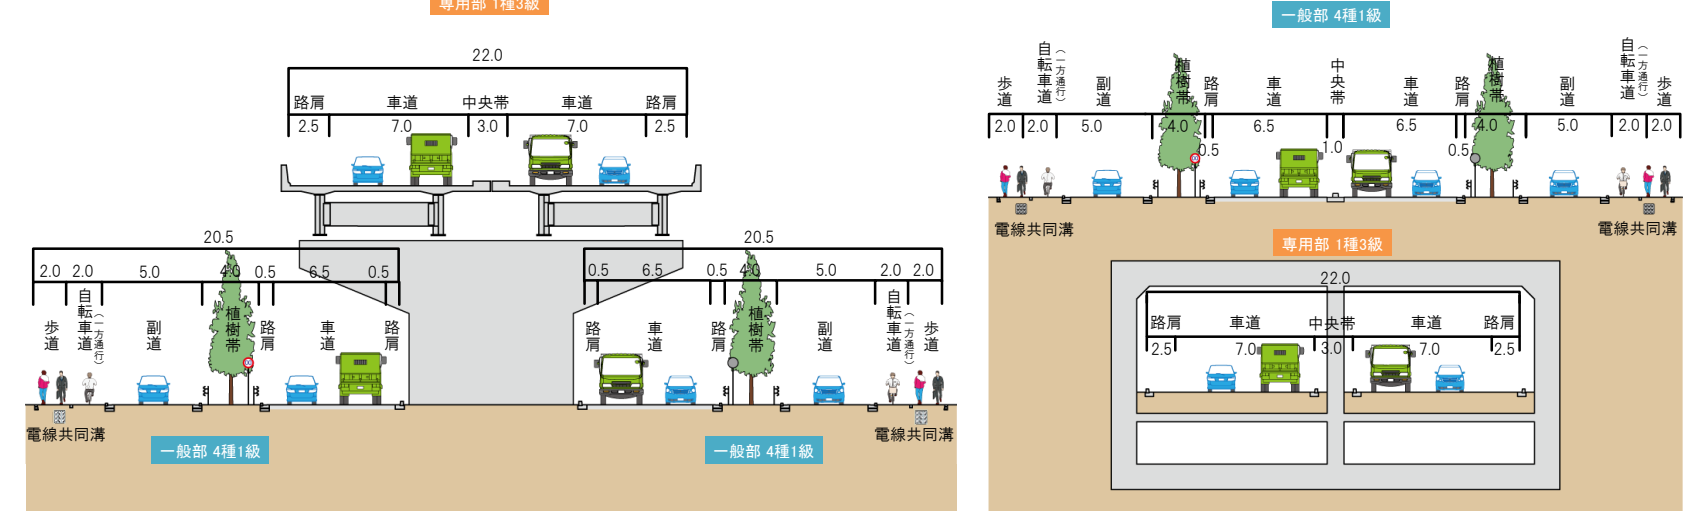 専用部 1種3級
22.0
路肩 車道 中央帯 車道 路肩
2.5 7.0 3.0 7.0 2.5
20.5
2.0 2.0 5.0 4.0 0.5 6.5 0.5
歩道 自転車道(一方通行) 副道 植樹帯 路肩 車道 路肩
20.5
0.5 6.5 0.5 4.0 5.0 2.0 2.0
路肩 車道 路肩 植樹帯 副道 自転車道(一方通行) 歩道
電線共同溝
電線共同溝
一般部 4種1級
一般部 4種1級
一般部 4種1級
歩道 自転車道(一方通行) 副道 植樹帯 路肩 車道 中央帯 車道 路肩 植樹帯 副道 自転車道(一方通行) 歩道
2.0 2.0 5.0 4.0 0.5 6.5 1.0 6.5 0.5 4.0 5.0 2.0 2.0
電線共同溝
電線共同溝
専用部 1種3級
22.0
路肩 車道 中央帯 車道 路肩
2.5 7.0 3.0 7.0 2.5